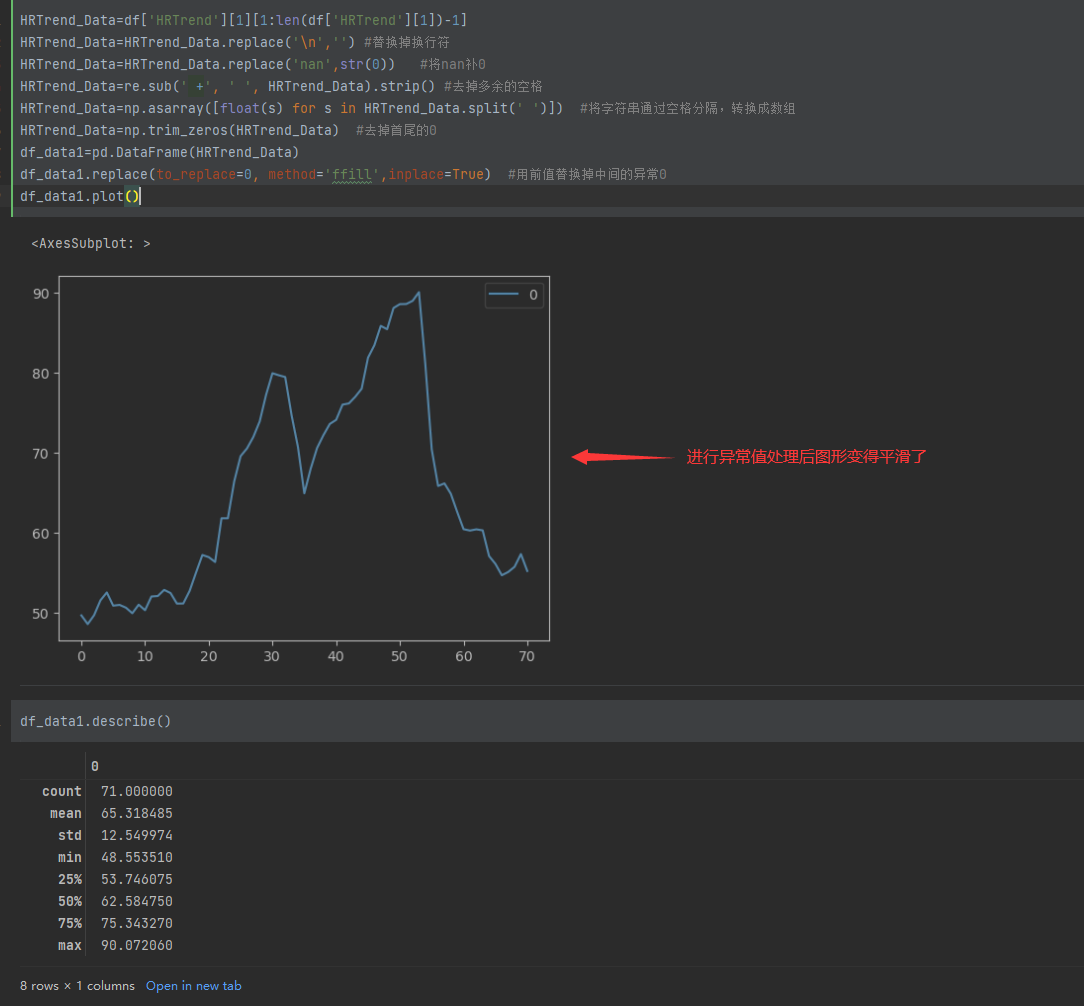 HRTrend_Data=df['HRTrend'][1][1:len(df['HRTrend'][1])-1]
HRTrend_Data=HRTrend_Data.replace('\n','') #替换掉换行符
HRTrend_Data=HRTrend_Data.replace('nan',str(0))   #将nan补0
HRTrend_Data=re.sub(' +', ' ', HRTrend_Data).strip() #去掉多余的空格
HRTrend_Data=np.asarray([float(s) for s in HRTrend_Data.split(' ')])  #将字符串通过空格分隔，转换成数组
HRTrend_Data=np.trim_zeros(HRTrend_Data)  #去掉首尾的0
df_data1=pd.DataFrame(HRTrend_Data)
df_data1.replace(to_replace=0, method='ffill',inplace=True)  #用前值替换掉中间的异常0
df_data1.plot()
<AxesSubplot: >
0
90
80
70
60
50
0 10 20 30 40 50 60 70
进行异常值处理后图形变得平滑了
df_data1.describe()
0
count 71.000000
mean 65.318485
std 12.549974
min 48.553510
25% 53.746075
50% 62.584750
75% 75.343270
max 90.072060
8 rows × 1 columns Open in new tab